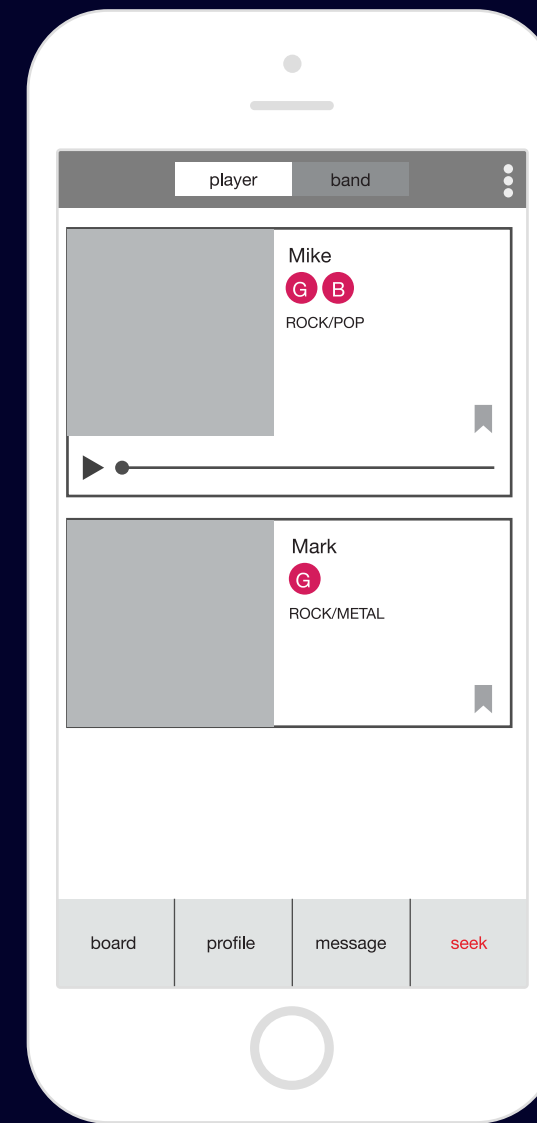 player band
Mike
G B
ROCK/POP
Mark
G
ROCK/METAL
board profile message seek